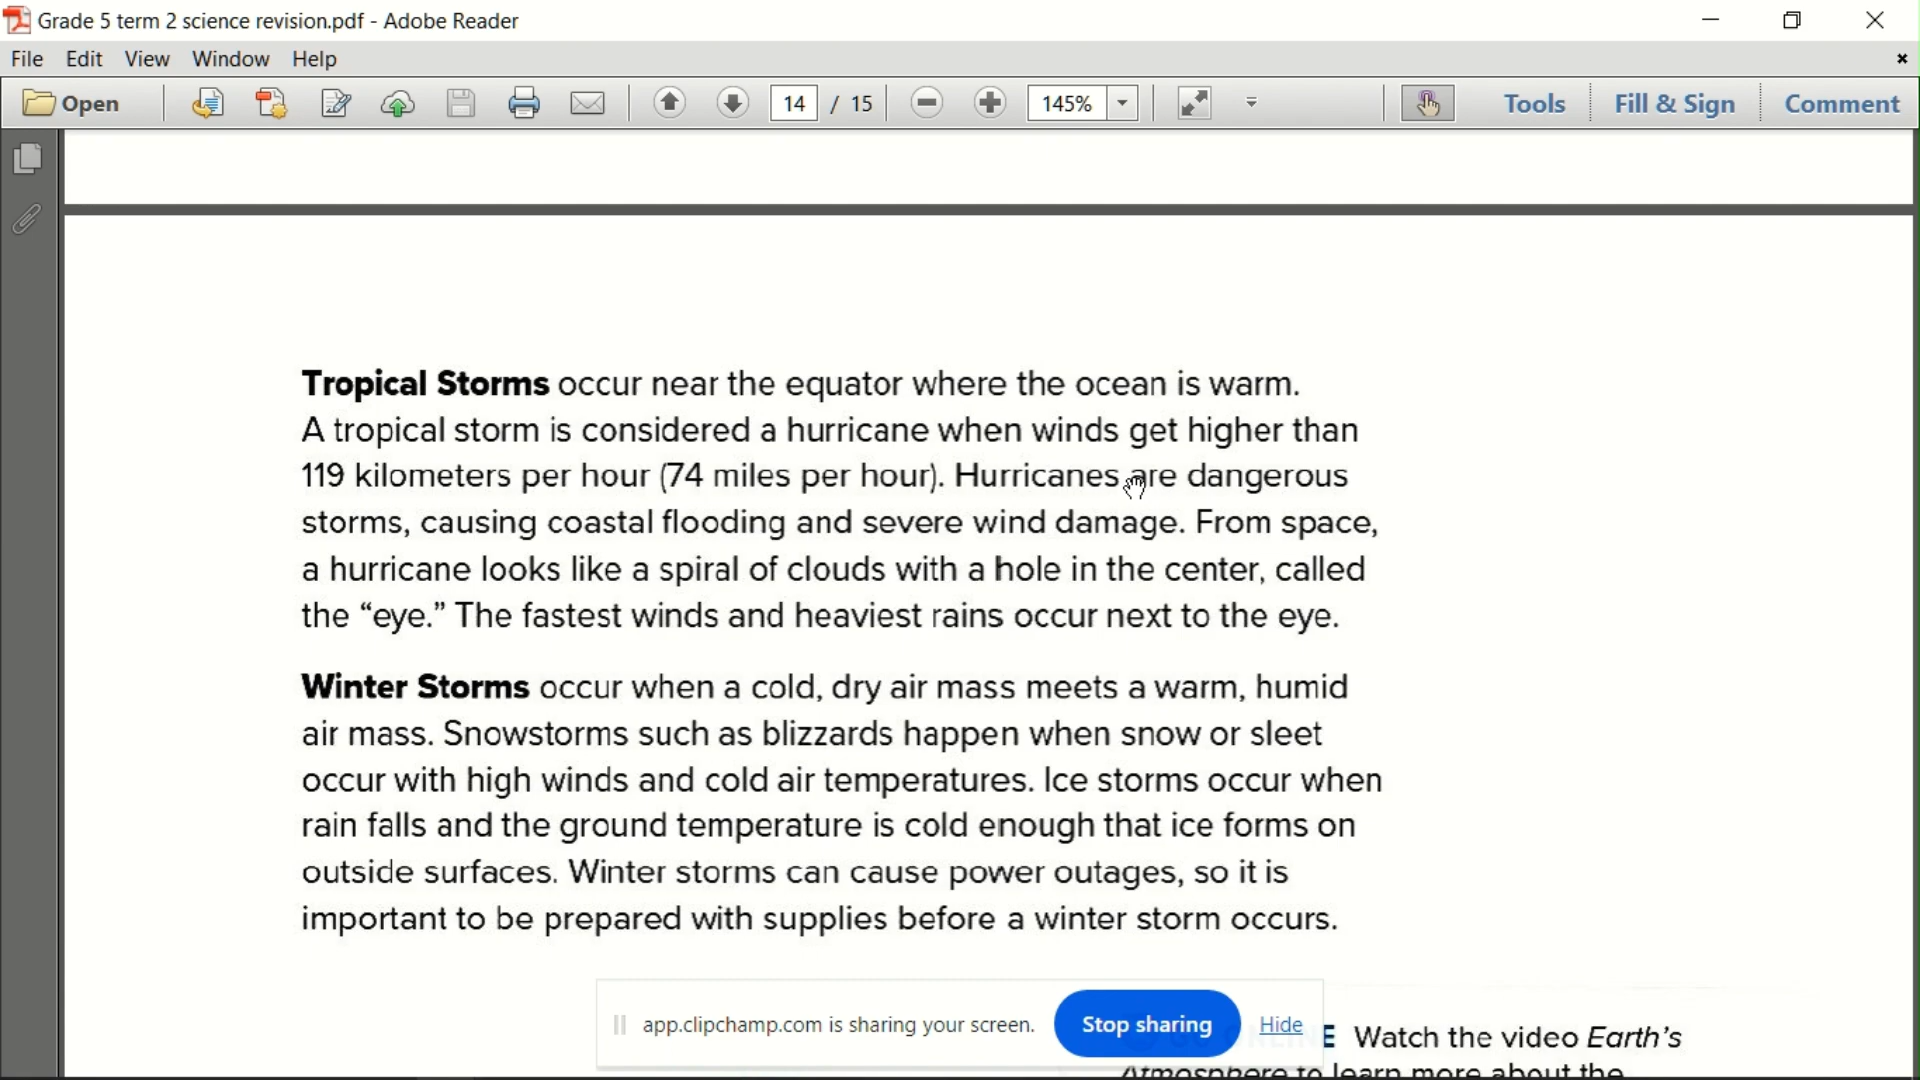 Grade 5 term 2 science revision.pdf - Adobe Reader
File Edit View Window Help
Open 14 / 15 145% Tools Fill & Sign Comment
Tropical Storms occur near the equator where the ocean is warm.
A tropical storm is considered a hurricane when winds get higher than
119 kilometers per hour (74 miles per hour). Hurricanes are dangerous
storms, causing coastal flooding and severe wind damage. From space,
a hurricane looks like a spiral of clouds with a hole in the center, called
the “eye.” The fastest winds and heaviest rains occur next to the eye.
Winter Storms occur when a cold, dry air mass meets a warm, humid
air mass. Snowstorms such as blizzards happen when snow or sleet
occur with high winds and cold air temperatures. Ice storms occur when
rain falls and the ground temperature is cold enough that ice forms on
outside surfaces. Winter storms can cause power outages, so it is
important to be prepared with supplies before a winter storm occurs.
app.clipchamp.com is sharing your screen. Stop sharing Hide
Watch the video Earth's
Atmosphere to learn more about the